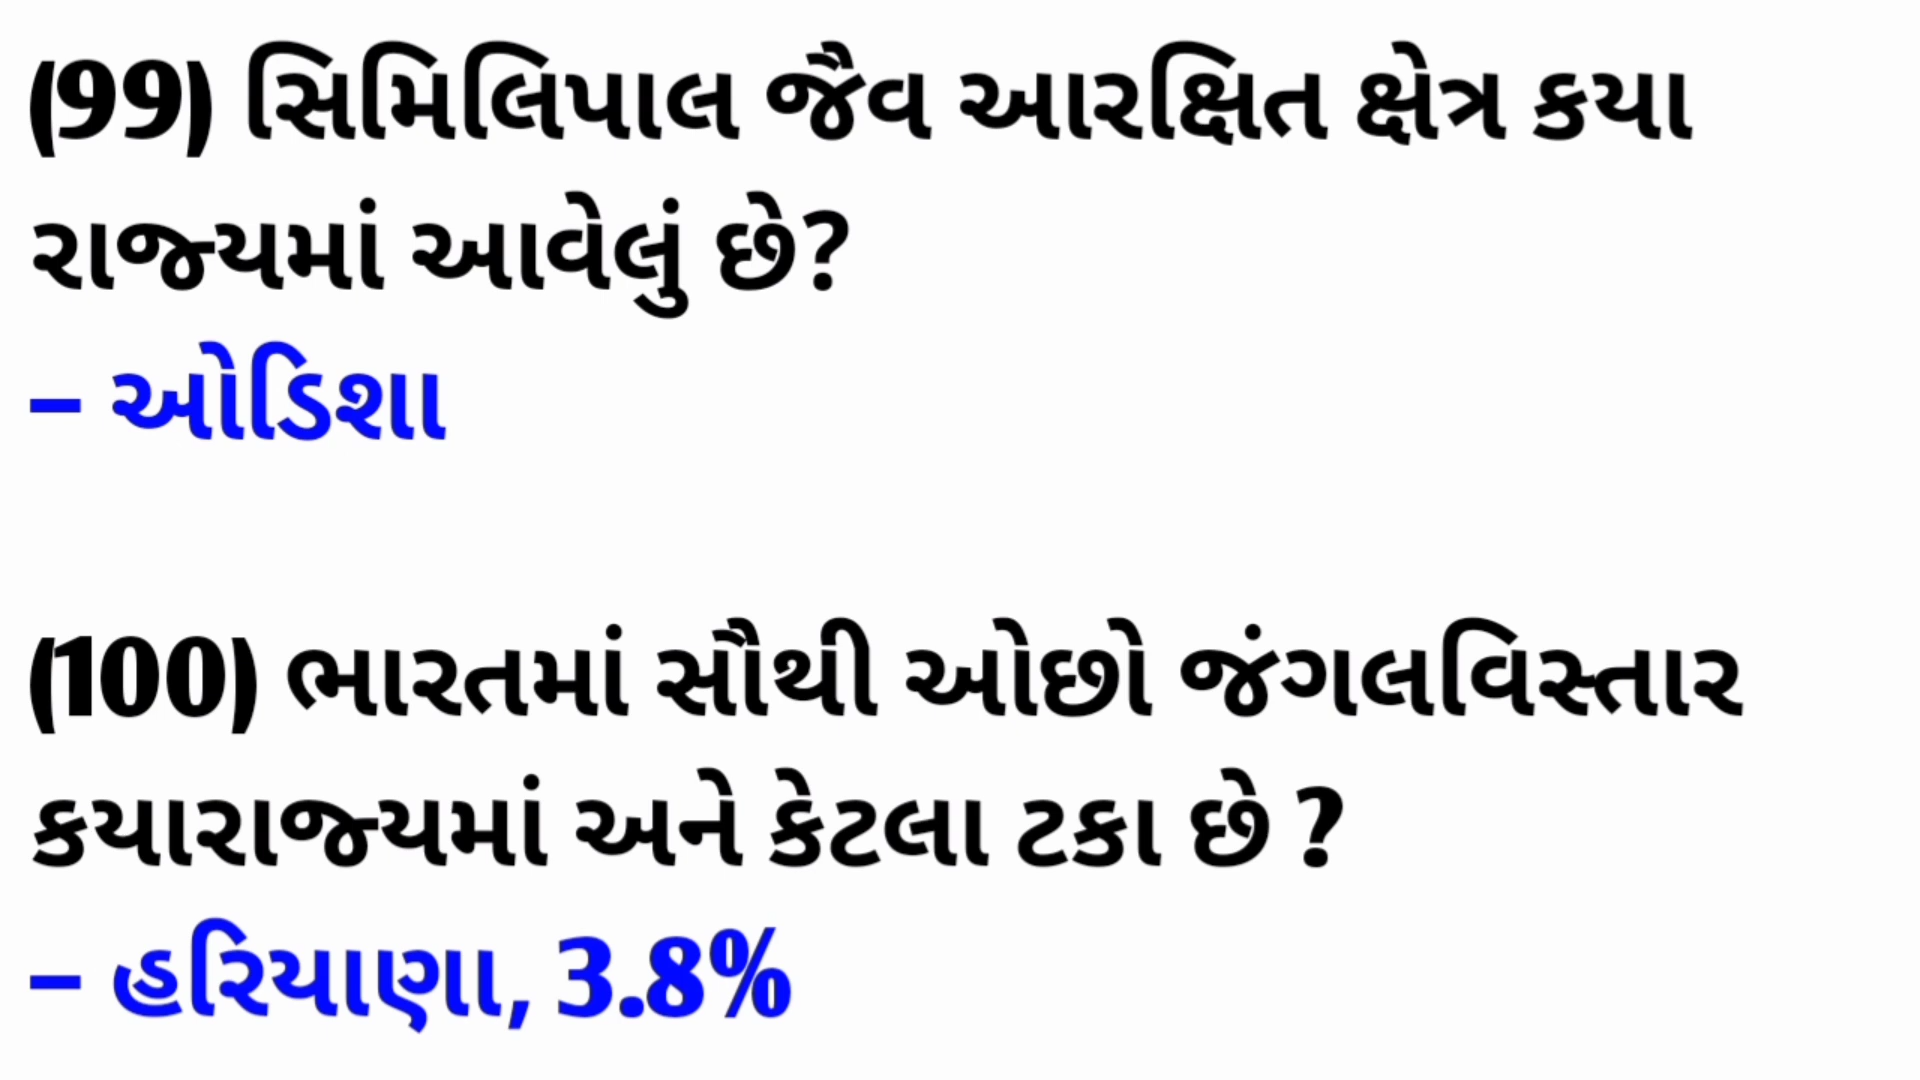 (99) સિમિલિપાલ જૈવ આરક્ષિત ક્ષેત્ર કયા
રાજ્યમાં આવેલું છે?
– ઓડિશા
(100) ભારતમાં સૌથી ઓછો જંગલવિસ્તાર
કયારાજ્યમાં અને કેટલા ટકા છે ?
– હરિયાણા, 3.8%